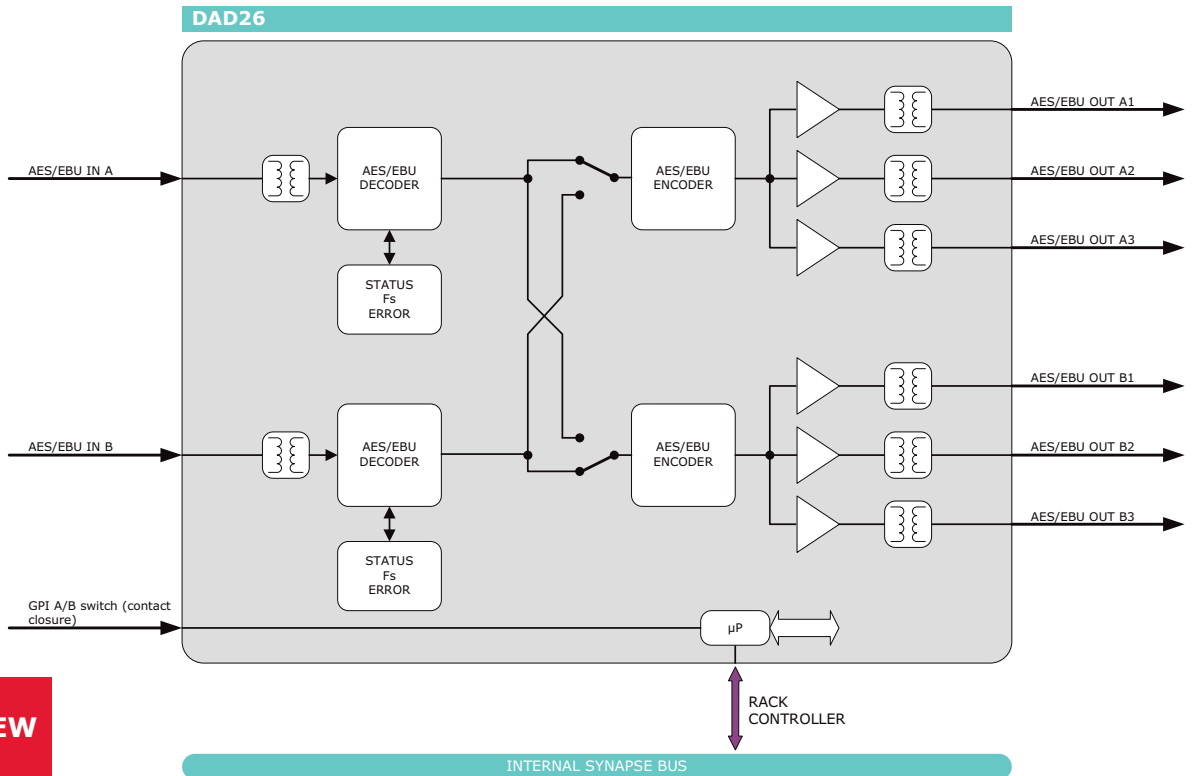 DAD26
AES/EBU IN A
AES/EBU
DECODER
STATUS
Fs
ERROR
AES/EBU
ENCODER
AES/EBU OUT A1
AES/EBU OUT A2
AES/EBU OUT A3
AES/EBU IN B
AES/EBU
DECODER
STATUS
Fs
ERROR
AES/EBU
ENCODER
AES/EBU OUT B1
AES/EBU OUT B2
AES/EBU OUT B3
GPI A/B switch (contact
closure)
µP
RACK
CONTROLLER
EW
INTERNAL SYNAPSE BUS